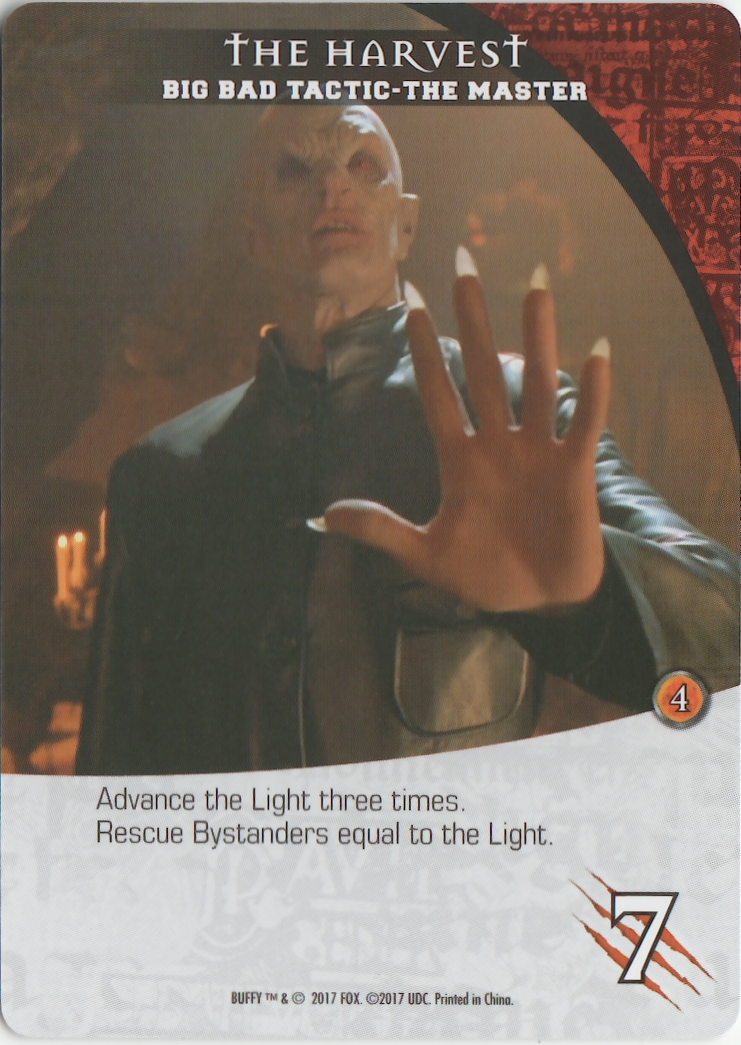 THE HARVEST
BIG BAD TACTIC-THE MASTER
4
Advance the Light three times.
Rescue Bystanders equal to the Light.
7
BUFFY ™ & © 2017 FOX. ©2017 UDC. Printed in China.